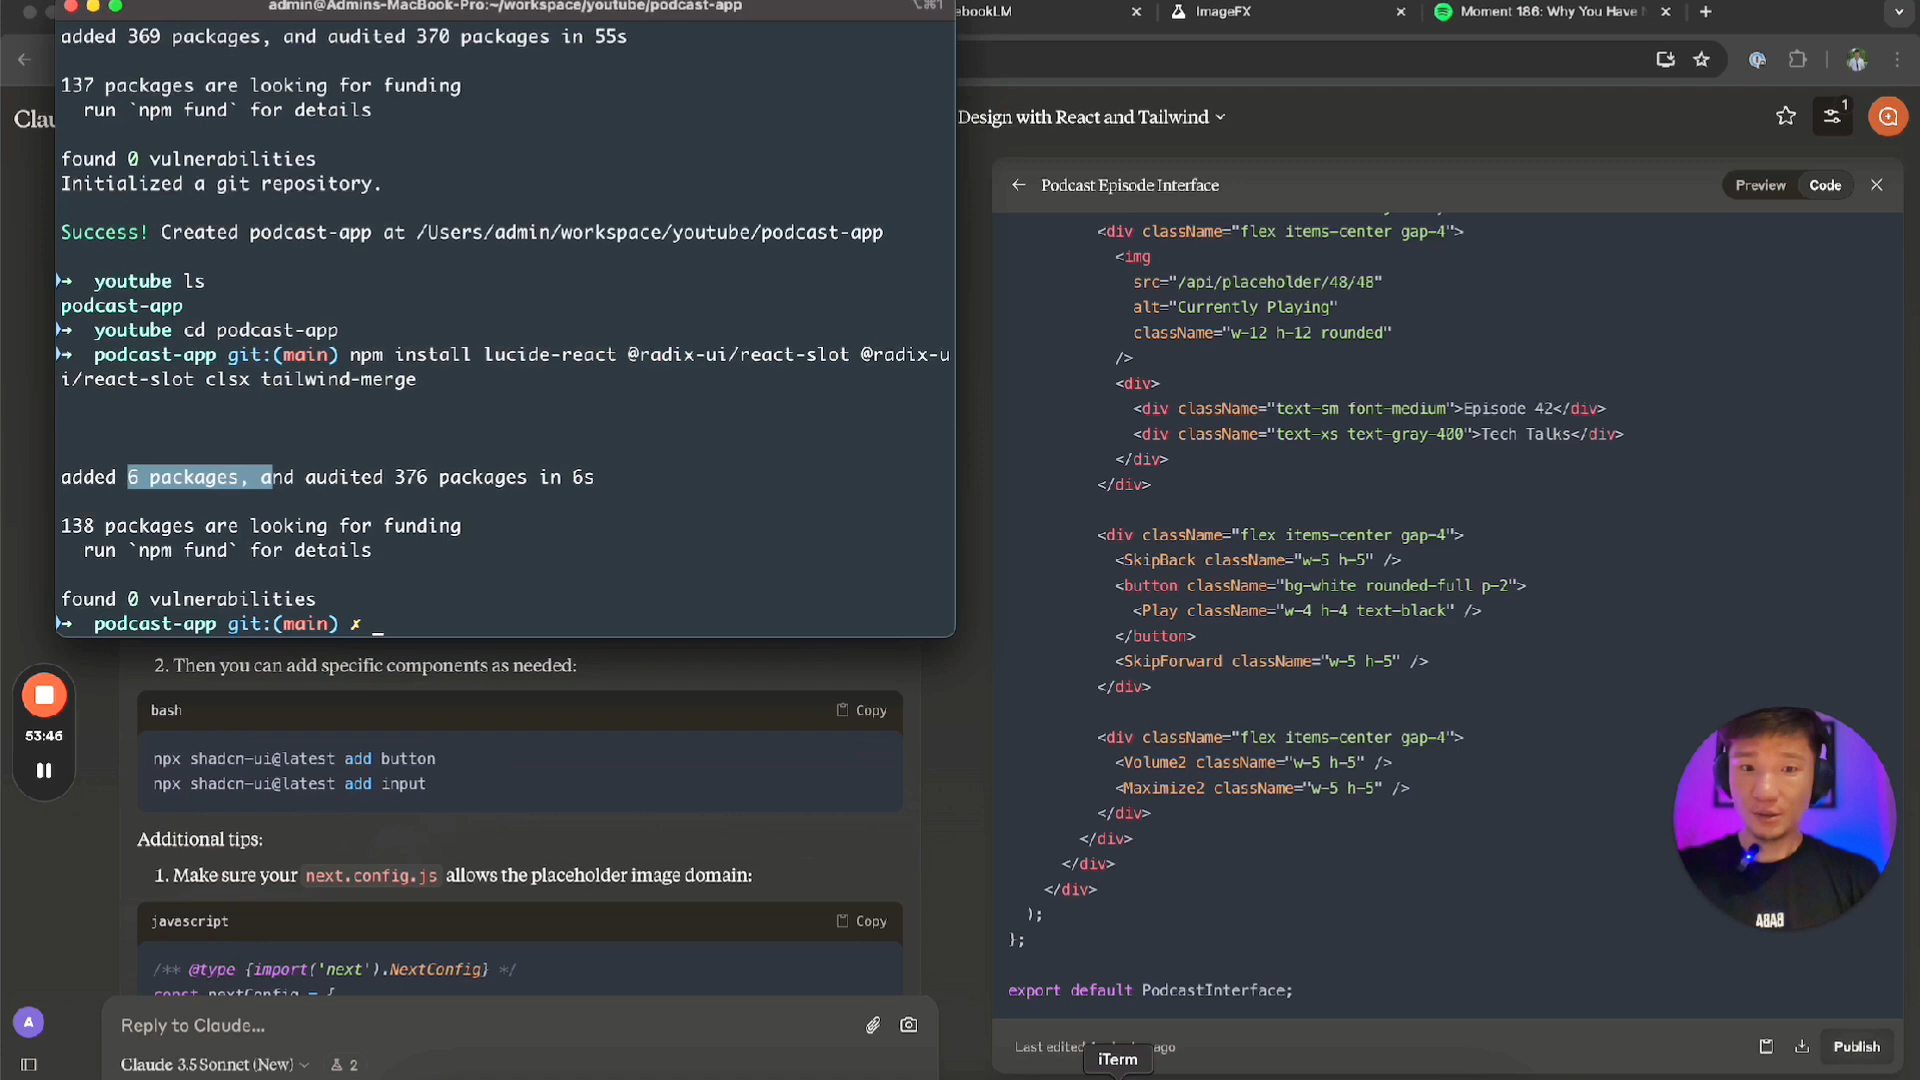 admin@Admins-MacBook-Pro:~/workspace/youtube/podcast-app
⌥⌘1
added 369 packages, and audited 370 packages in 55s
137 packages are looking for funding
run `npm fund` for details
found 0 vulnerabilities
Initialized a git repository.
Success! Created podcast-app at /Users/admin/workspace/youtube/podcast-app
→ youtube ls
podcast-app
→ youtube cd podcast-app
→ podcast-app git:(main) npm install lucide-react @radix-ui/react-slot @radix-u
i/react-slot clsx tailwind-merge
added 6 packages, and audited 376 packages in 6s
138 packages are looking for funding
run `npm fund` for details
found 0 vulnerabilities
→ podcast-app git:(main) ✗ _
ebookLM
ImageFX
Moment 186: Why You Have
Clau
Design with React and Tailwind
1
Podcast Episode Interface
Preview
Code
<div className="flex items-center gap-4">
<img
src="/api/placeholder/48/48"
alt="Currently Playing"
className="w-12 h-12 rounded"
/>
<div>
<div className="text-sm font-medium">Episode 42</div>
<div className="text-xs text-gray-400">Tech Talks</div>
</div>
</div>
<div className="flex items-center gap-4">
<SkipBack className="w-5 h-5" />
<button className="bg-white rounded-full p-2">
<Play className="w-4 h-4 text-black" />
</button>
<SkipForward className="w-5 h-5" />
</div>
<div className="flex items-center gap-4">
<Volume2 className="w-5 h-5" />
<Maximize2 className="w-5 h-5" />
</div>
</div>
</div>
</div>
);
};
export default PodcastInterface;
Last edited
ago
Publish
iTerm
53:46
2. Then you can add specific components as needed:
bash
Copy
npx shadcn-ui@latest add button
npx shadcn-ui@latest add input
Additional tips:
1. Make sure your next.config.js allows the placeholder image domain:
javascript
Copy
/** @type {import('next').NextConfig} */
const nextConfig = {
Reply to Claude...
Claude 3.5 Sonnet (New)
2
A